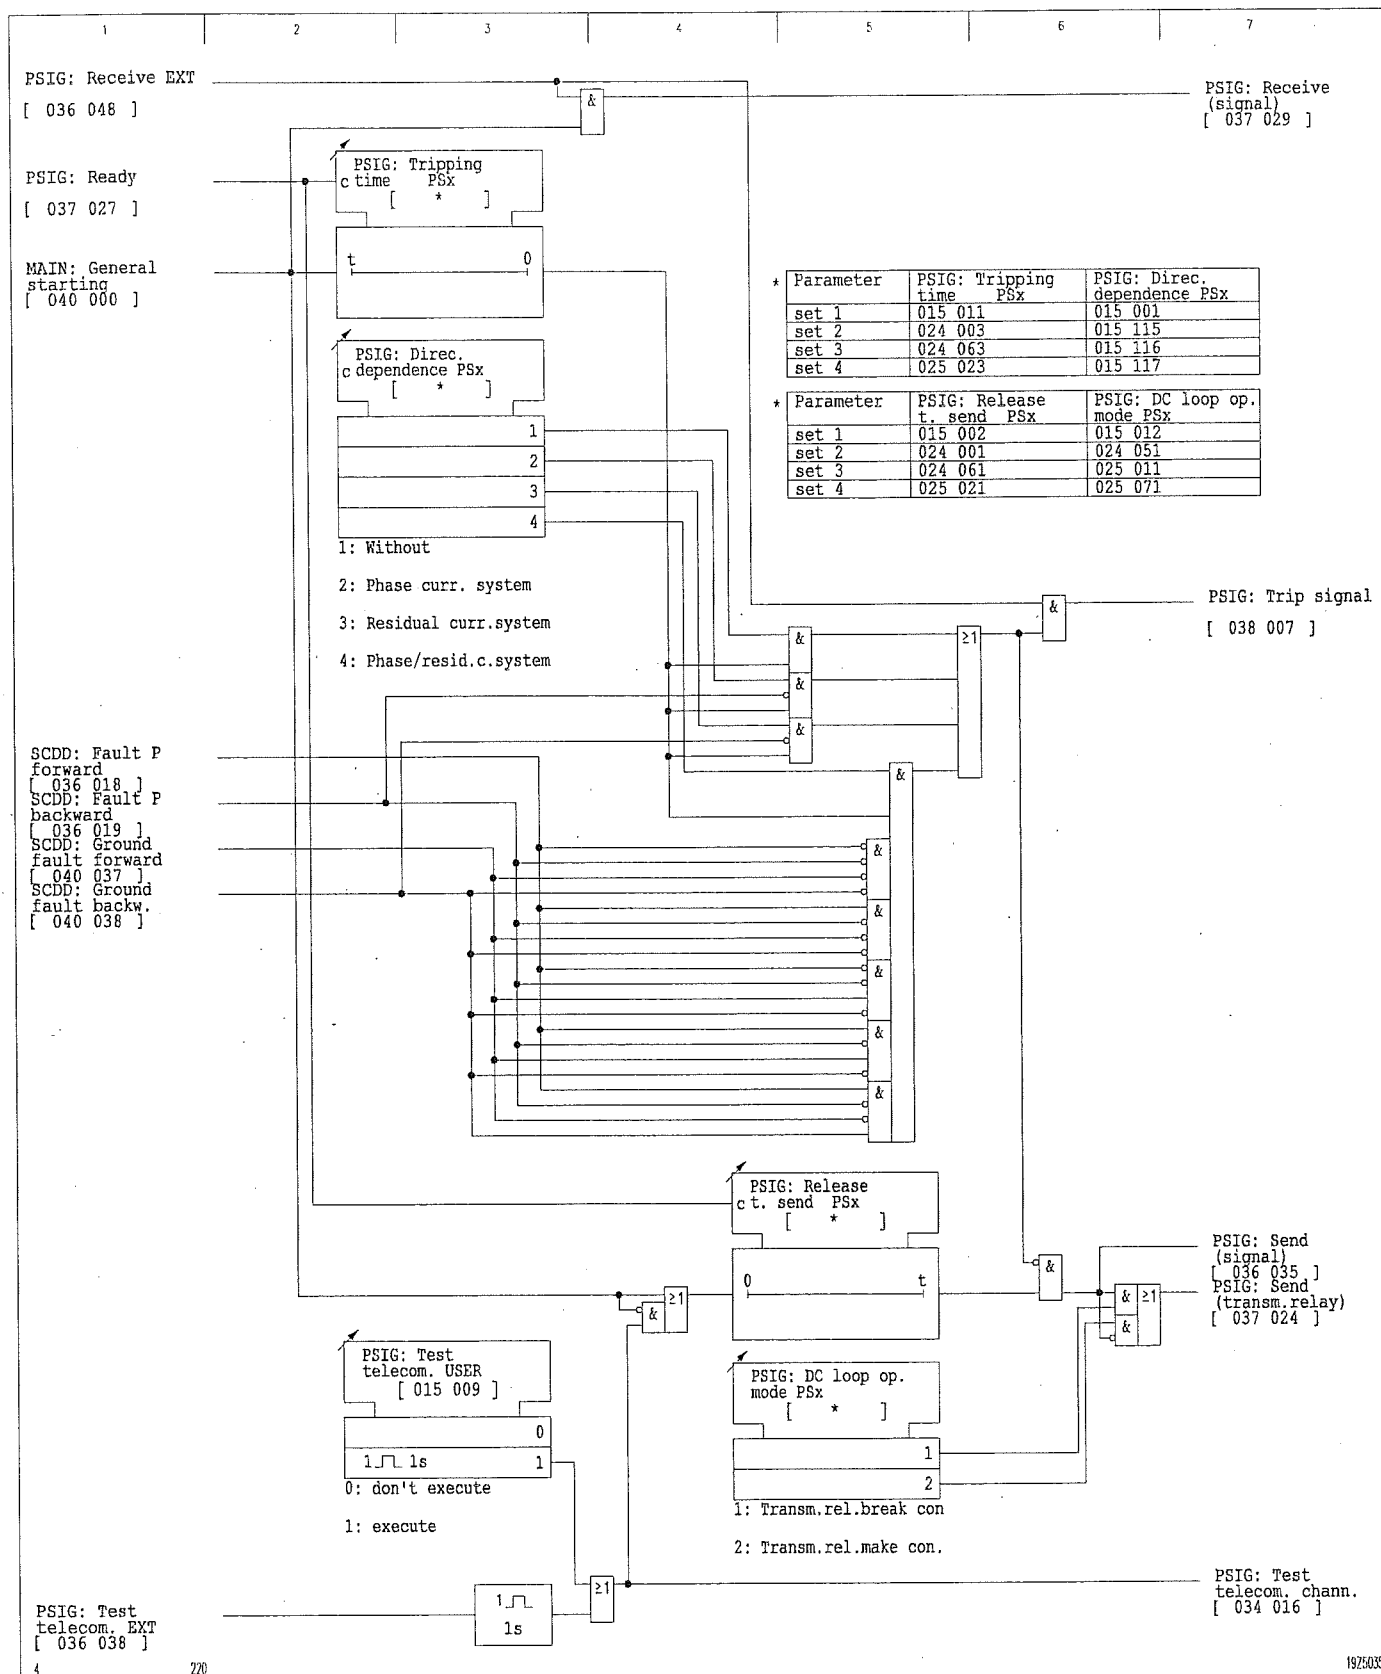 1 2 3 4 5 6 7
PSIG: Receive EXT
[ 036 048 ]
&
PSIG: Receive
(signal)
[ 037 029 ]
PSIG: Ready
[ 037 027 ]
PSIG: Tripping
c time PSx
[ * ]
MAIN: General
starting
[ 040 000 ]
t 0
* Parameter PSIG: Tripping time PSx PSIG: Direc. dependence PSx
set 1 015 011 015 001
set 2 024 003 015 115
set 3 024 063 015 116
set 4 025 023 015 117
PSIG: Direc.
c dependence PSx
[ * ]
1
2
3
4
* Parameter PSIG: Release t. send PSx PSIG: DC loop op. mode PSx
set 1 015 002 015 012
set 2 024 001 024 051
set 3 024 061 025 011
set 4 025 021 025 071
1: Without
2: Phase curr. system
3: Residual curr.system
4: Phase/resid.c.system
&
PSIG: Trip signal
[ 038 007 ]
&
≥1
&
&
SCDD: Fault P
forward
[ 036 018 ]
SCDD: Fault P
backward
[ 036 019 ]
SCDD: Ground
fault forward
[ 040 037 ]
SCDD: Ground
fault backw.
[ 040 038 ]
&
&
&
&
&
&
PSIG: Release
c t. send PSx
[ * ]
0 t
&
PSIG: Send
(signal)
[ 036 035 ]
PSIG: Send
(transm.relay)
[ 037 024 ]
& ≥1
&
≥1
&
PSIG: Test
telecom. USER
[ 015 009 ]
0
1 1s 1
0: don't execute
1: execute
PSIG: DC loop op.
mode PSx
[ * ]
1
2
1: Transm.rel.break con
2: Transm.rel.make con.
≥1
PSIG: Test
telecom. chann.
[ 034 016 ]
PSIG: Test
telecom. EXT
[ 036 038 ]
1
1s
4 220